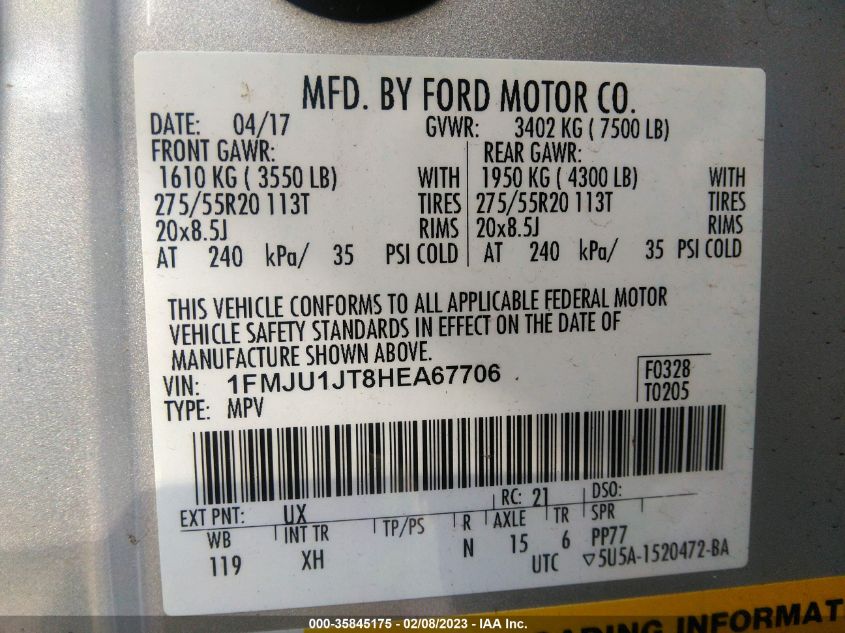 MFD. BY FORD MOTOR CO.
DATE: 04/17 GVWR: 3402 KG ( 7500 LB)
FRONT GAWR: REAR GAWR:
1610 KG ( 3550 LB) WITH 1950 KG ( 4300 LB) WITH
275/55R20 113T TIRES 275/55R20 113T TIRES
20x8.5J RIMS 20x8.5J RIMS
AT 240 kPa/ 35 PSI COLD AT 240 kPa/ 35 PSI COLD
THIS VEHICLE CONFORMS TO ALL APPLICABLE FEDERAL MOTOR
VEHICLE SAFETY STANDARDS IN EFFECT ON THE DATE OF
MANUFACTURE SHOWN ABOVE.
VIN: 1FMJU1JT8HEA67706 F0328
TYPE: MPV T0205
EXT PNT: UX RC: 21 DSO:
WB INT TR TP/PS R AXLE TR SPR
119 XH N 15 6 PP77
UTC ▽5U5A-1520472-BA
LOADING INFORMAT
000-35845175 — 02/08/2023 — IAA Inc.